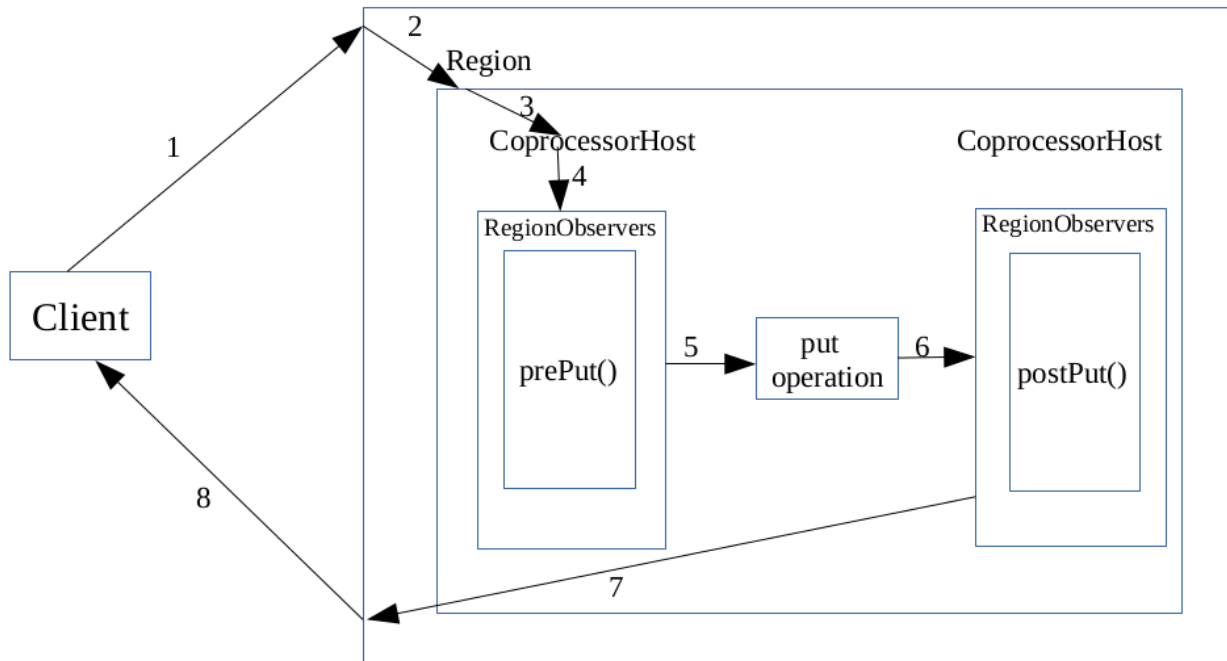 2
Region
3
1
CoprocessorHost
CoprocessorHost
4
RegionObservers
RegionObservers
Client
put
operation
5
6
prePut()
postPut()
8
7